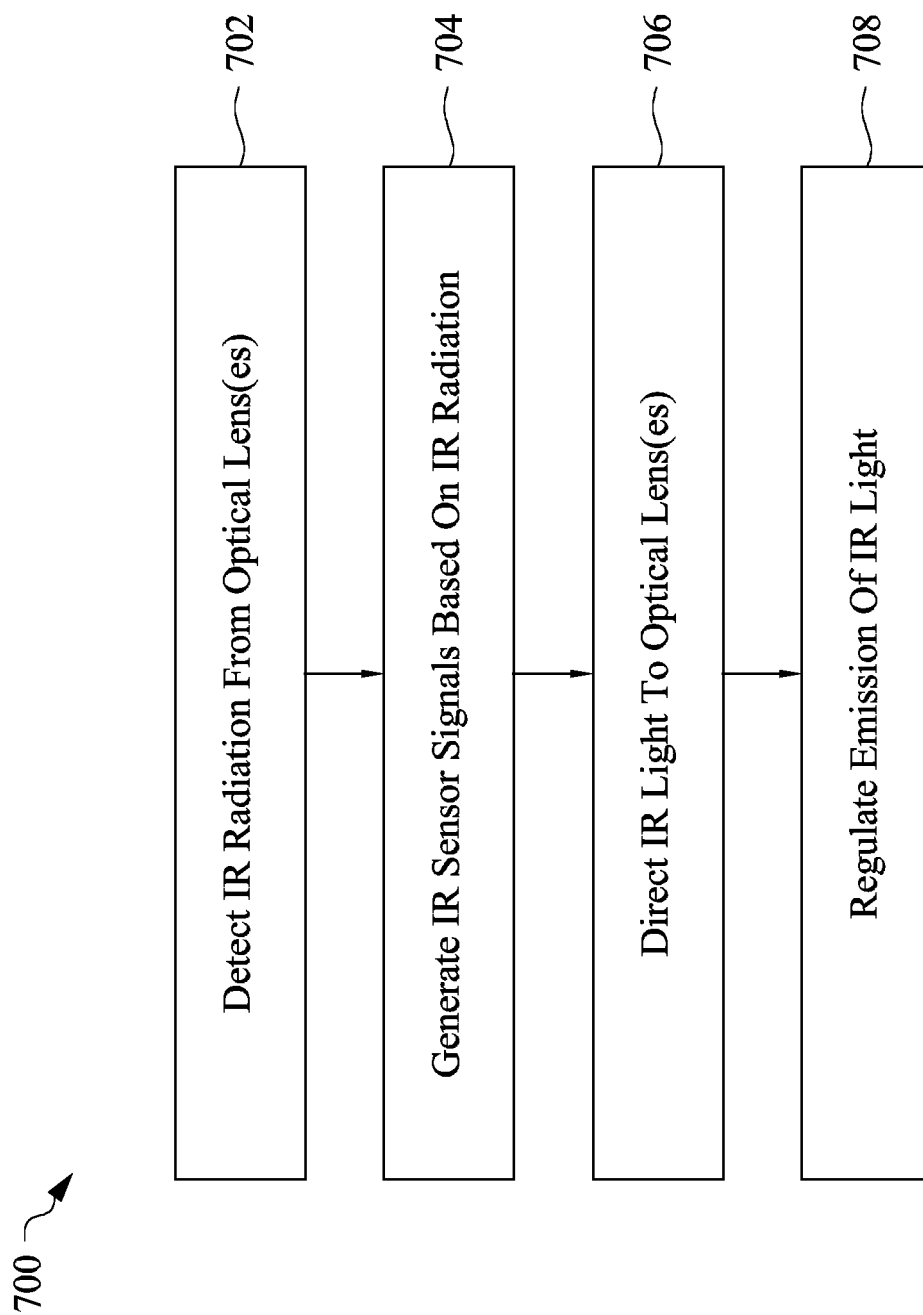 700
Detect IR Radiation From Optical Lens(es)
702
Generate IR Sensor Signals Based On IR Radiation
704
Direct IR Light To Optical Lens(es)
706
Regulate Emission Of IR Light
708